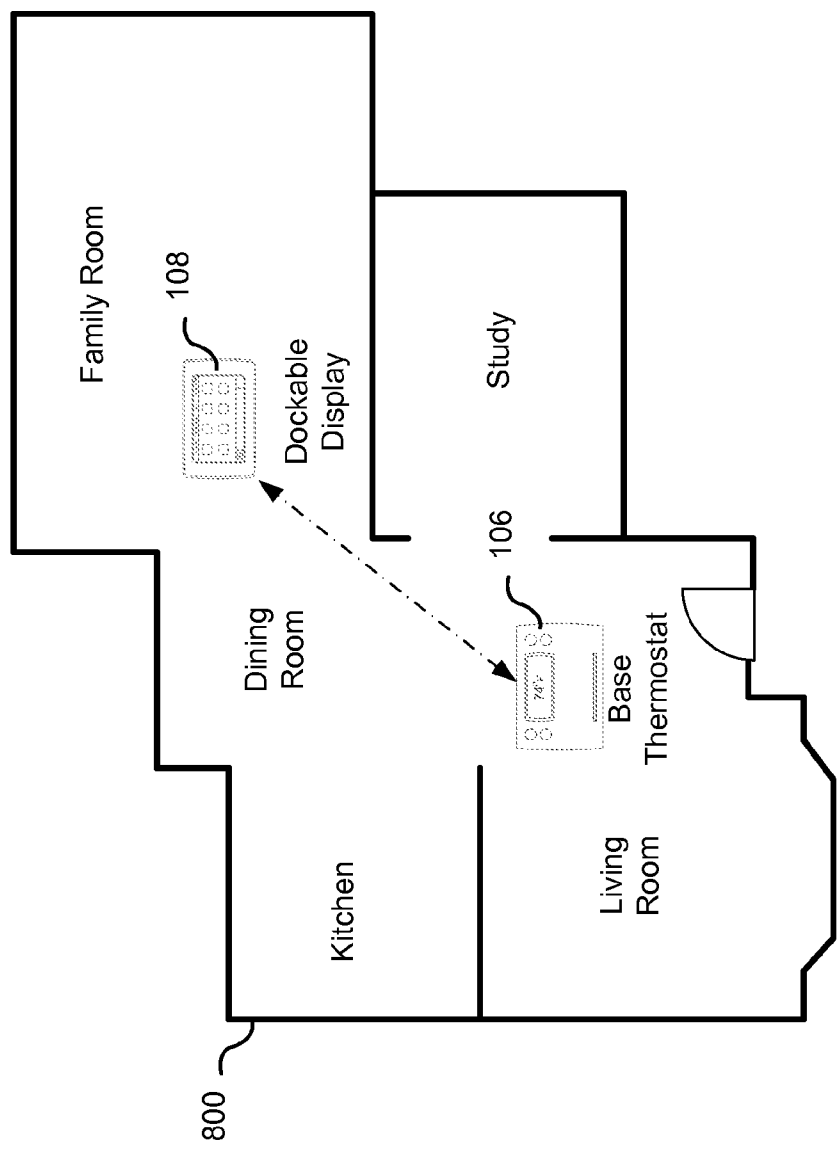 Family Room
108
Dockable
Display
Study
106
Dining
Room
74°F
Base
Thermostat
Kitchen
Living
Room
800